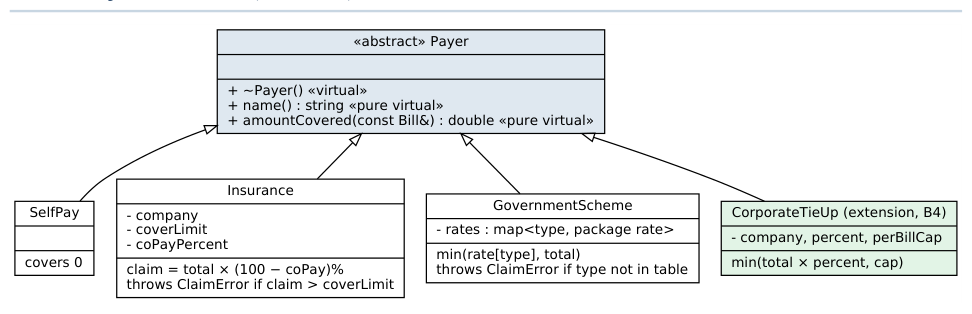 «abstract» Payer
+ ~Payer() «virtual»
+ name() : string «pure virtual»
+ amountCovered(const Bill&) : double «pure virtual»
SelfPay
covers 0
Insurance
- company
- coverLimit
- coPayPercent
claim = total × (100 − coPay)%
throws ClaimError if claim > coverLimit
GovernmentScheme
- rates : map<type, package rate>
min(rate[type], total)
throws ClaimError if type not in table
CorporateTieUp (extension, B4)
- company, percent, perBillCap
min(total × percent, cap)